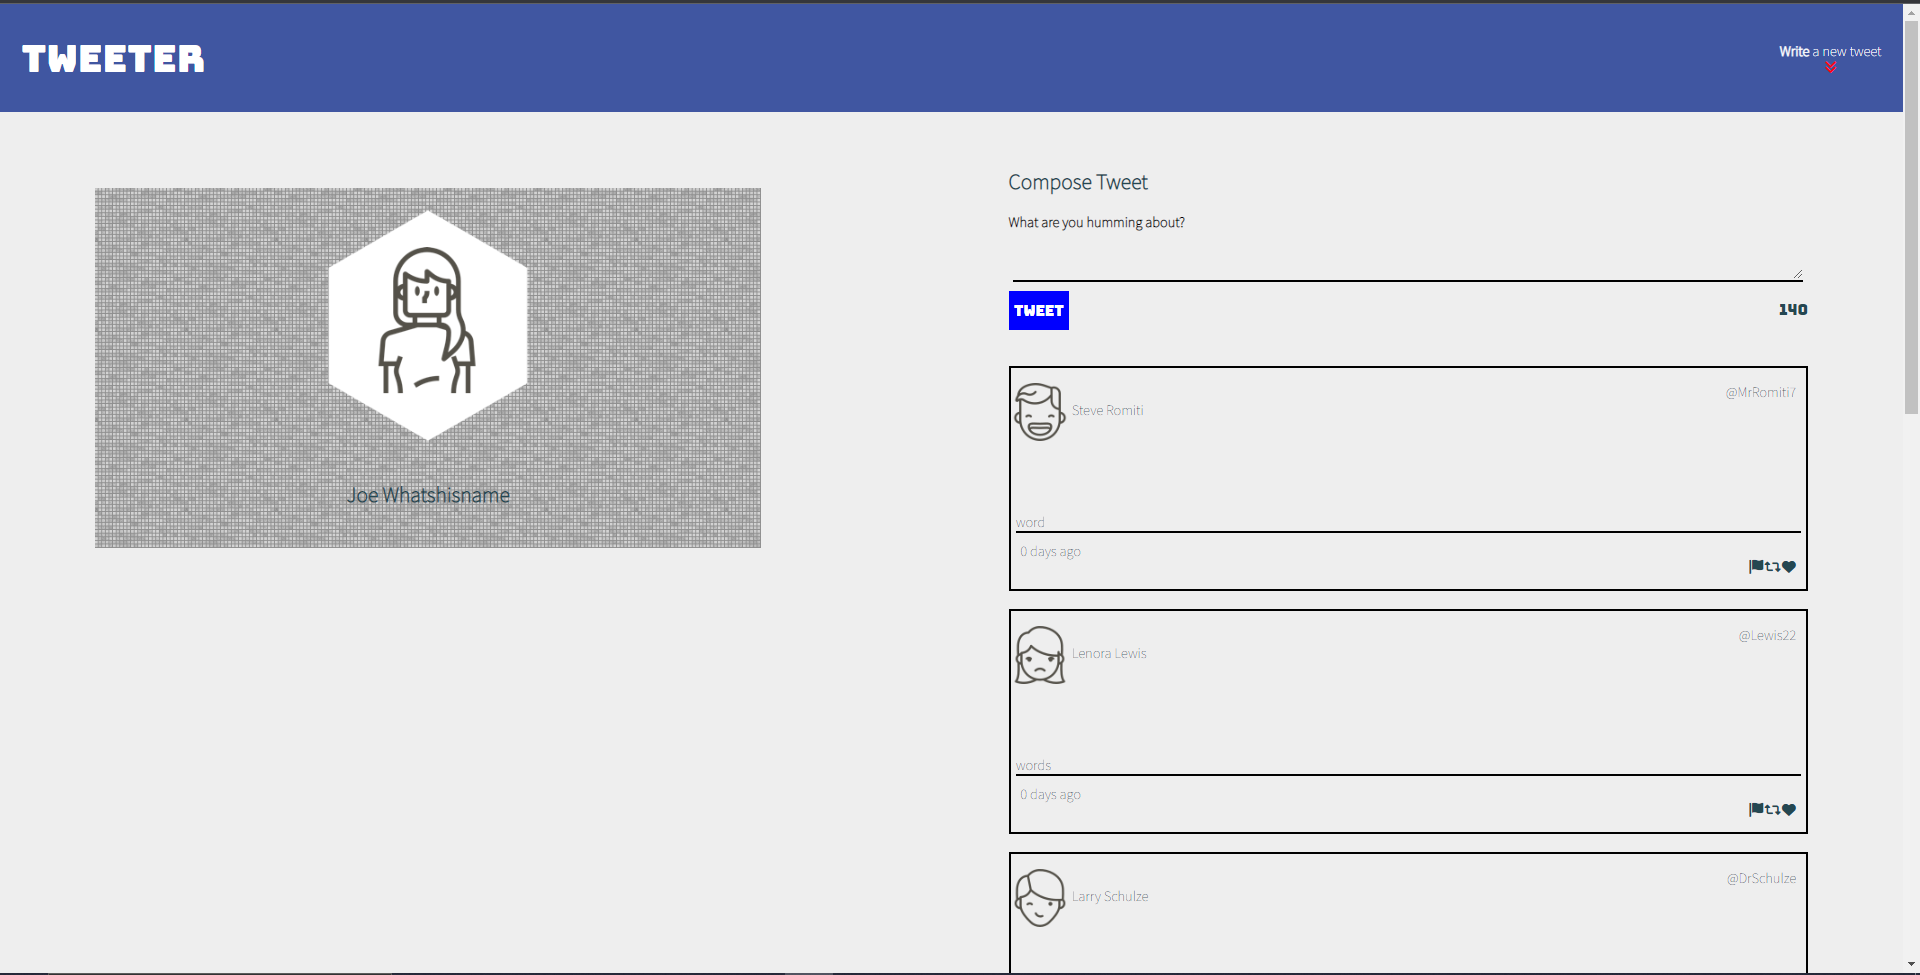 TWEETER
Write a new tweet
Joe Whatshisname
Compose Tweet
What are you humming about?
TWEET
140
Steve Romiti
@MrRomiti7
word
0 days ago
Lenora Lewis
@Lewis22
words
0 days ago
Larry Schulze
@DrSchulze